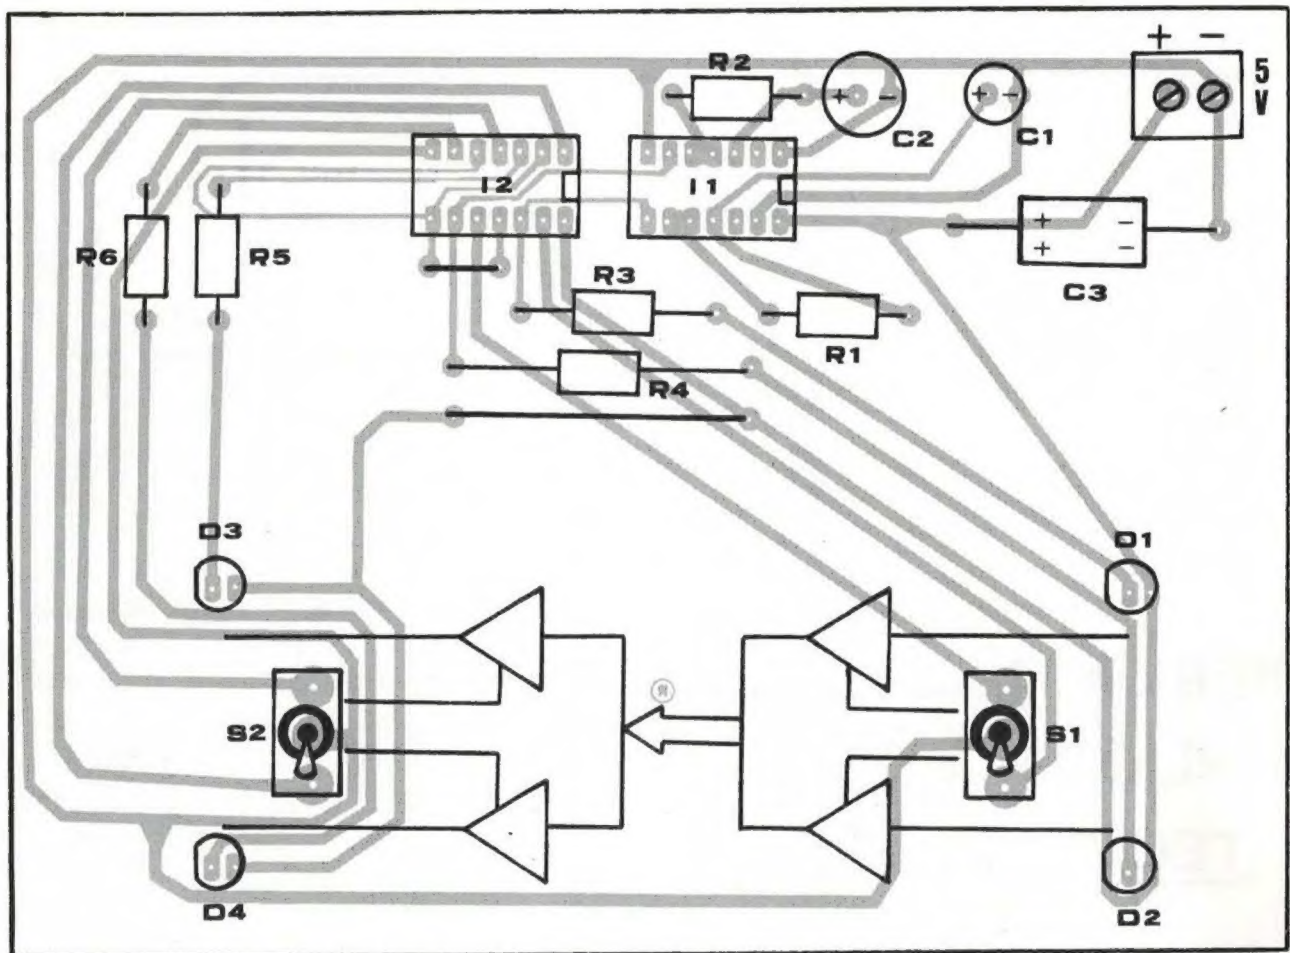 + −
5 V
R2
+ −
C2
+ −
C1
I2
I1
R6
R5
+ −
+ −
C3
R3
R1
R4
D3
D1
S2
S1
D4
D2